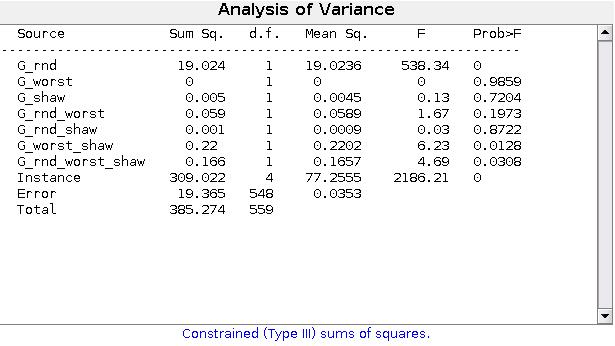 Analysis of Variance
Source Sum Sq. d.f. Mean Sq. F Prob>F
G_rnd 19.024 1 19.0236 538.34 0
G_worst 0 1 0 0 0.9859
G_shaw 0.005 1 0.0045 0.13 0.7204
G_rnd_worst 0.059 1 0.0589 1.67 0.1973
G_rnd_shaw 0.001 1 0.0009 0.03 0.8722
G_worst_shaw 0.22 1 0.2202 6.23 0.0128
G_rnd_worst_shaw 0.166 1 0.1657 4.69 0.0308
Instance 309.022 4 77.2555 2186.21 0
Error 19.365 548 0.0353
Total 385.274 559
Constrained (Type III) sums of squares.